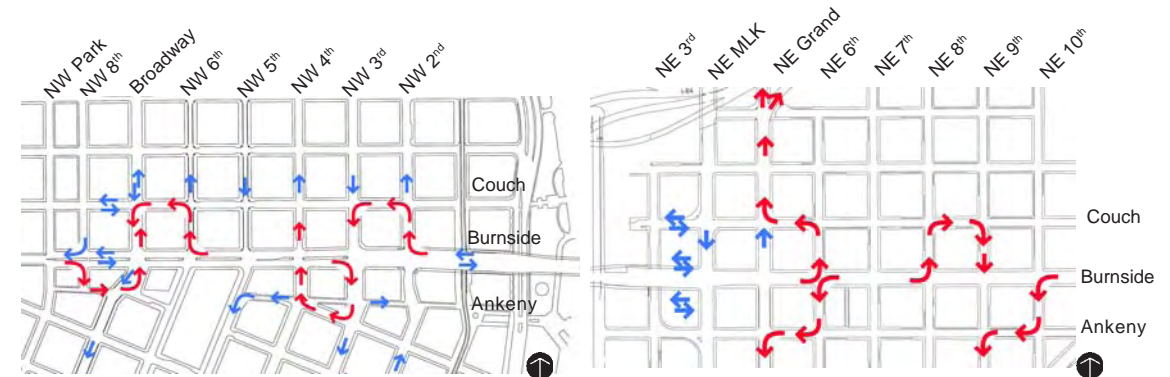 NW Park
NW 8th
Broadway
NW 6th
NW 5th
NW 4th
NW 3rd
NW 2nd
Couch
Burnside
Ankeny
NE 3rd
NE MLK
NE Grand
NE 6th
NE 7th
NE 8th
NE 9th
NE 10th
I-84
Couch
Burnside
Ankeny